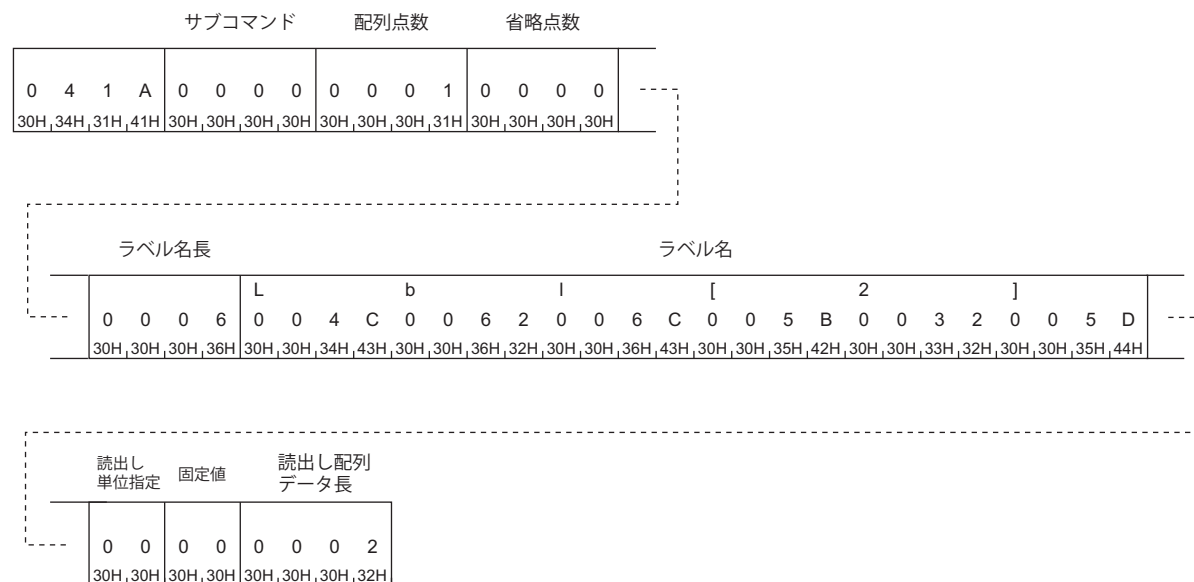 サブコマンド 配列点数 省略点数
0 4 1 A 0 0 0 0 0 0 0 1 0 0 0 0
30H 34H 31H 41H 30H 30H 30H 30H 30H 30H 30H 31H 30H 30H 30H 30H
ラベル名長 ラベル名
L b l [ 2 ]
0 0 0 6 0 0 4 C 0 0 6 2 0 0 6 C 0 0 5 B 0 0 3 2 0 0 5 D
30H 30H 30H 36H 30H 30H 34H 43H 30H 30H 36H 32H 30H 30H 36H 43H 30H 30H 35H 42H 30H 30H 33H 32H 30H 30H 35H 44H
読出し
単位指定
固定値
読出し配列
データ長
0 0 0 0 0 0 0 2
30H 30H 30H 30H 30H 30H 30H 32H